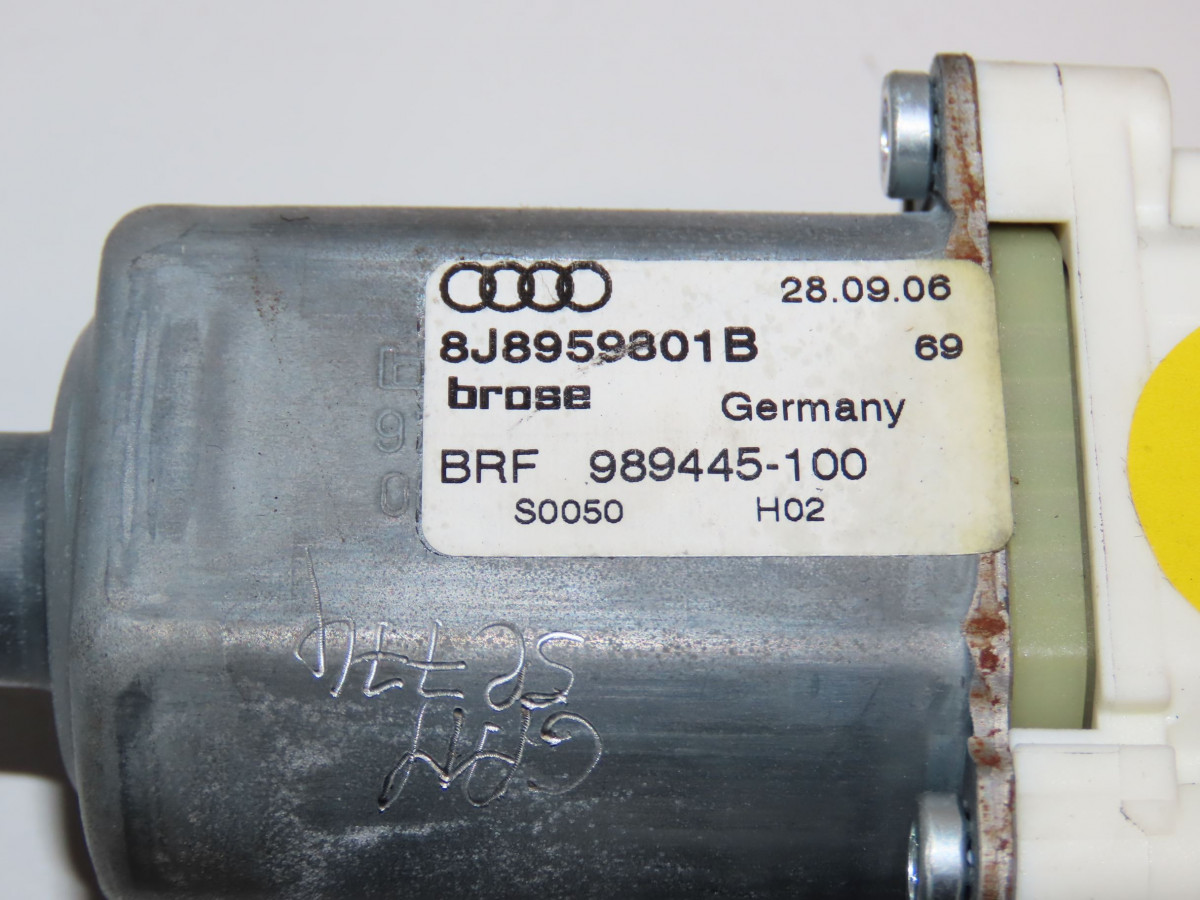 28.09.06
8J8959801B 69
brose Germany
BRF 989445-100
S0050 H02